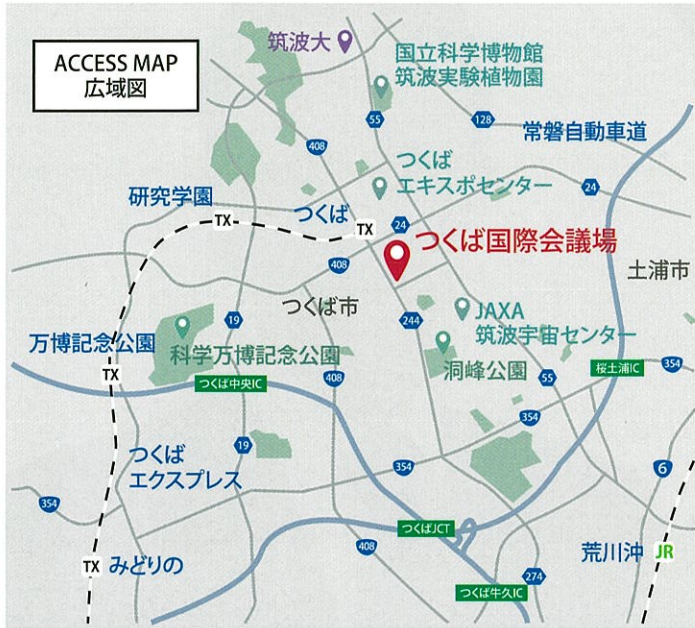 ACCESS MAP
広域図
筑波大
国立科学博物館
筑波実験植物園
55
128
常磐自動車道
408
つくば
エキスポセンター
24
研究学園
つくば
TX
TX
24
つくば国際会議場
408
土浦市
つくば市
JAXA
筑波宇宙センター
19
244
万博記念公園
科学万博記念公園
洞峰公園
TX
つくば中央IC
408
55
桜土浦IC
354
354
つくば
エクスプレス
19
354
6
354
つくばJCT
408
荒川沖
JR
TX
みどりの
274
つくば牛久IC